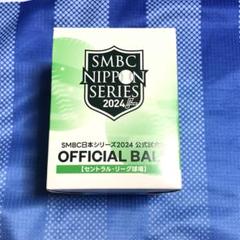 SMBC
NIPPON
SERIES
2024
SMBC日本シリーズ2024 公式試合
OFFICIAL BAL
【セントラル・リーグ球場】